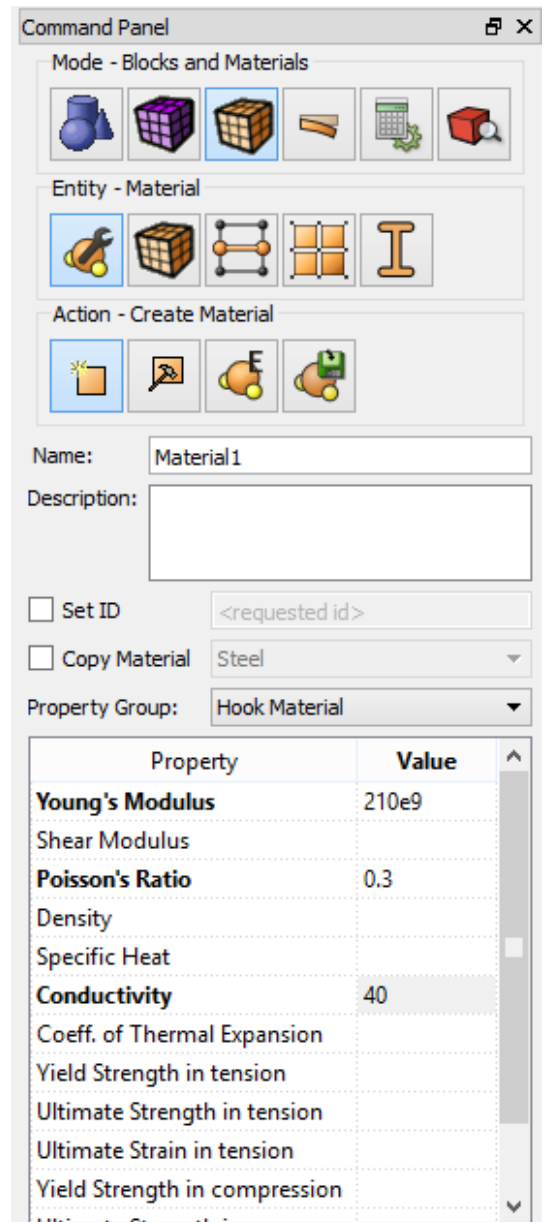 Command Panel
Mode - Blocks and Materials
Entity - Material
Action - Create Material
E
Name: Material1
Description:
Set ID <requested id>
Copy Material Steel
Property Group: Hook Material
Property Value
Young's Modulus 210e9
Shear Modulus
Poisson's Ratio 0.3
Density
Specific Heat
Conductivity 40
Coeff. of Thermal Expansion
Yield Strength in tension
Ultimate Strength in tension
Ultimate Strain in tension
Yield Strength in compression